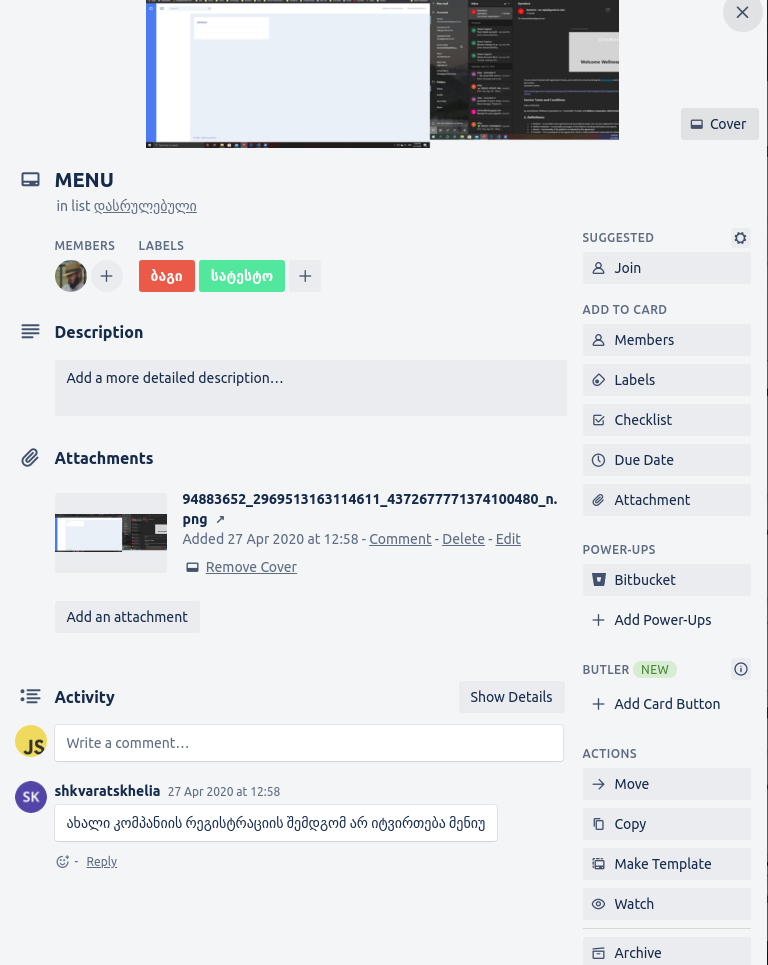 Cover
MENU
in list დასრულებული
MEMBERS
LABELS
ბაგი
სატესტო
Description
Add a more detailed description…
Attachments
94883652_2969513163114611_4372677771374100480_n.
png ↗
Added 27 Apr 2020 at 12:58 - Comment - Delete - Edit
Remove Cover
Add an attachment
Activity
Show Details
JS
Write a comment…
SK
shkvaratskhelia 27 Apr 2020 at 12:58
ახალი კომპანიის რეგისტრაციის შემდგომ არ იტვირთება მენიუ
- Reply
SUGGESTED
Join
ADD TO CARD
Members
Labels
Checklist
Due Date
Attachment
POWER-UPS
Bitbucket
Add Power-Ups
BUTLER NEW
Add Card Button
ACTIONS
Move
Copy
Make Template
Watch
Archive